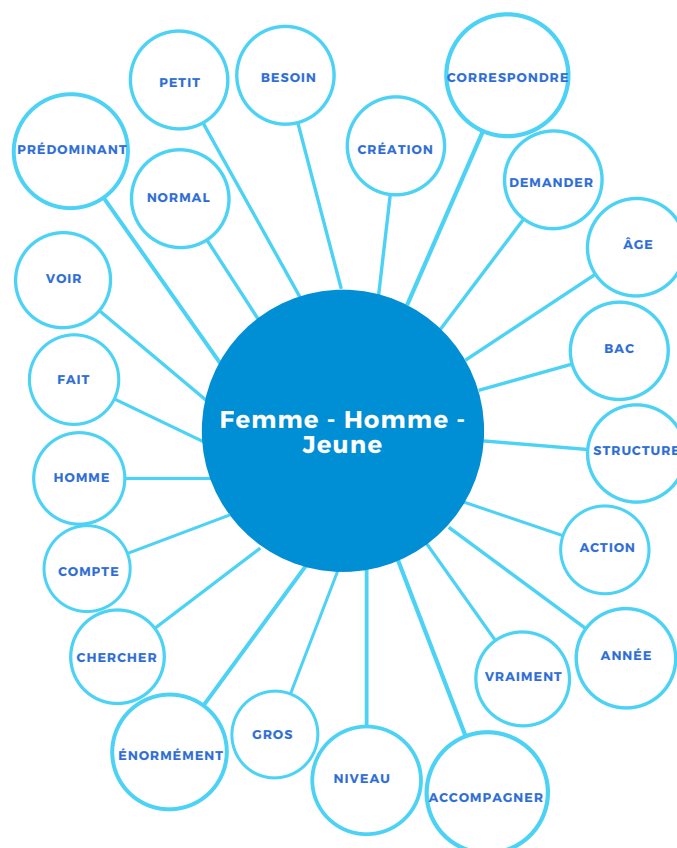 CORRESPONDRE
BESOIN
PETIT
CRÉATION
PRÉDOMINANT
DEMANDER
NORMAL
ÂGE
VOIR
BAC
FAIT
Femme - Homme -
Jeune
STRUCTURE
HOMME
ACTION
COMPTE
ANNÉE
CHERCHER
VRAIMENT
GROS
ÉNORMÉMENT
NIVEAU
ACCOMPAGNER